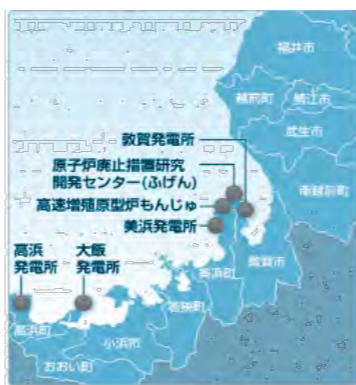 福井市
越前町
鯖江市
武生市
敦賀発電所
原子炉廃止措置研究
開発センター(ふげん)
高速増殖原型炉もんじゅ
南越前町
美浜発電所
高浜
発電所
大飯
発電所
美浜町
敦賀市
若狭町
高浜町
小浜市
おおい町